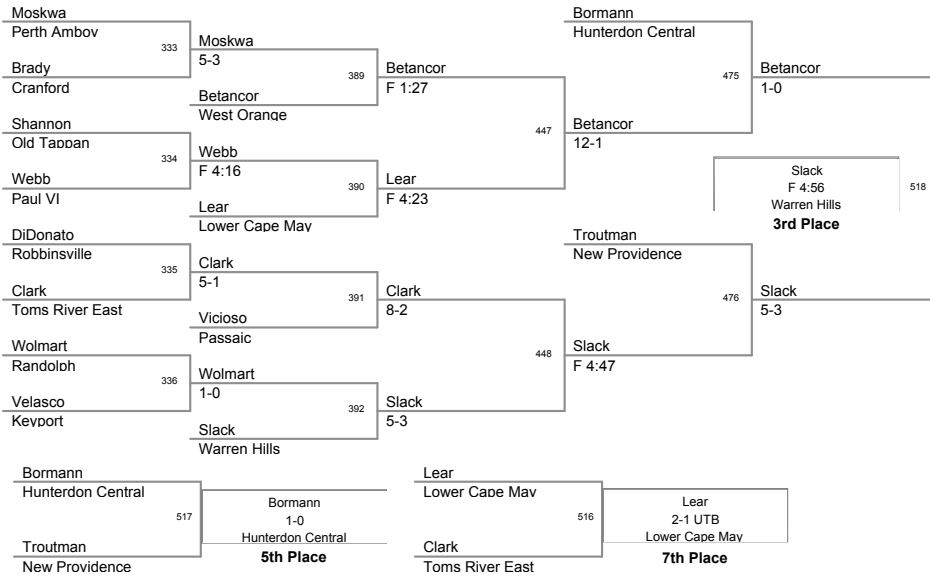 Moskwa
Perth Amboy
333
Brady
Cranford
Shannon
Old Tappan
334
Webb
Paul VI
DiDonato
Robbinsville
335
Clark
Toms River East
Wolmart
Randolph
336
Velasco
Keyport
Moskwa
5-3
389
Betancor
West Orange
Webb
F 4:16
390
Lear
Lower Cape May
Clark
5-1
391
Vicioso
Passaic
Wolmart
1-0
392
Slack
Warren Hills
Betancor
F 1:27
447
Lear
F 4:23
Clark
8-2
448
Slack
5-3
Bormann
Hunterdon Central
475
Betancor
12-1
Troutman
New Providence
476
Slack
F 4:47
Betancor
1-0
Slack
5-3
Slack
F 4:56
Warren Hills
518
3rd Place
Bormann
Hunterdon Central
517
Troutman
New Providence
Bormann
1-0
Hunterdon Central
5th Place
Lear
Lower Cape May
516
Clark
Toms River East
Lear
2-1 UTB
Lower Cape May
7th Place